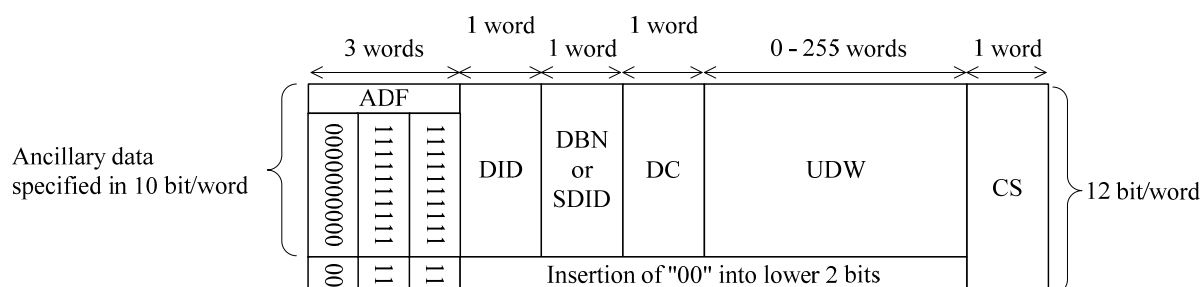 1 word
1 word
3 words
1 word
0 - 255 words
1 word
ADF
0000000000
1111111111
1111111111
DID
DBN
or
SDID
DC
UDW
CS
Ancillary data
specified in 10 bit/word
12 bit/word
00
11
11
Insertion of "00" into lower 2 bits